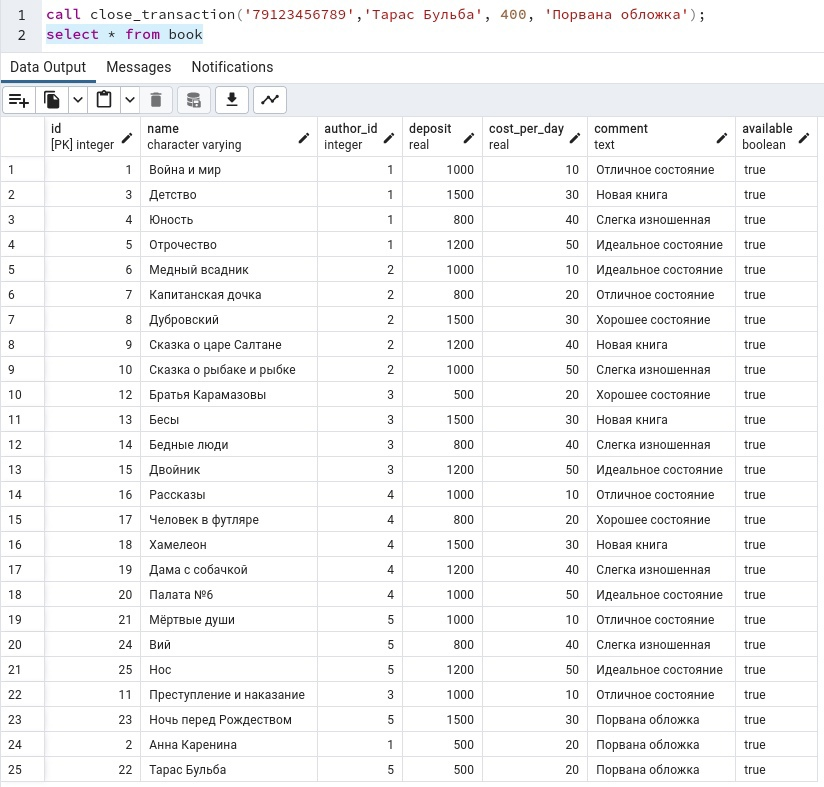 1 call close_transaction('79123456789','Тарас Бульба', 400, 'Порвана обложка');
2 select * from book
Data Output Messages Notifications
id name author_id deposit cost_per_day comment available
[PK] integer character varying integer real real text boolean
1 1 Война и мир 1 1000 10 Отличное состояние true
2 3 Детство 1 1500 30 Новая книга true
3 4 Юность 1 800 40 Слегка изношенная true
4 5 Отрочество 1 1200 50 Идеальное состояние true
5 6 Медный всадник 2 1000 10 Идеальное состояние true
6 7 Капитанская дочка 2 800 20 Отличное состояние true
7 8 Дубровский 2 1500 30 Хорошее состояние true
8 9 Сказка о царе Салтане 2 1200 40 Новая книга true
9 10 Сказка о рыбаке и рыбке 2 1000 50 Слегка изношенная true
10 12 Братья Карамазовы 3 500 20 Хорошее состояние true
11 13 Бесы 3 1500 30 Новая книга true
12 14 Бедные люди 3 800 40 Слегка изношенная true
13 15 Двойник 3 1200 50 Идеальное состояние true
14 16 Рассказы 4 1000 10 Отличное состояние true
15 17 Человек в футляре 4 800 20 Хорошее состояние true
16 18 Хамелеон 4 1500 30 Новая книга true
17 19 Дама с собачкой 4 1200 40 Слегка изношенная true
18 20 Палата №6 4 1000 50 Идеальное состояние true
19 21 Мёртвые души 5 1000 10 Отличное состояние true
20 24 Вий 5 800 40 Слегка изношенная true
21 25 Нос 5 1200 50 Идеальное состояние true
22 11 Преступление и наказание 3 1000 10 Отличное состояние true
23 23 Ночь перед Рождеством 5 1500 30 Порвана обложка true
24 2 Анна Каренина 1 500 20 Порвана обложка true
25 22 Тарас Бульба 5 500 20 Порвана обложка true